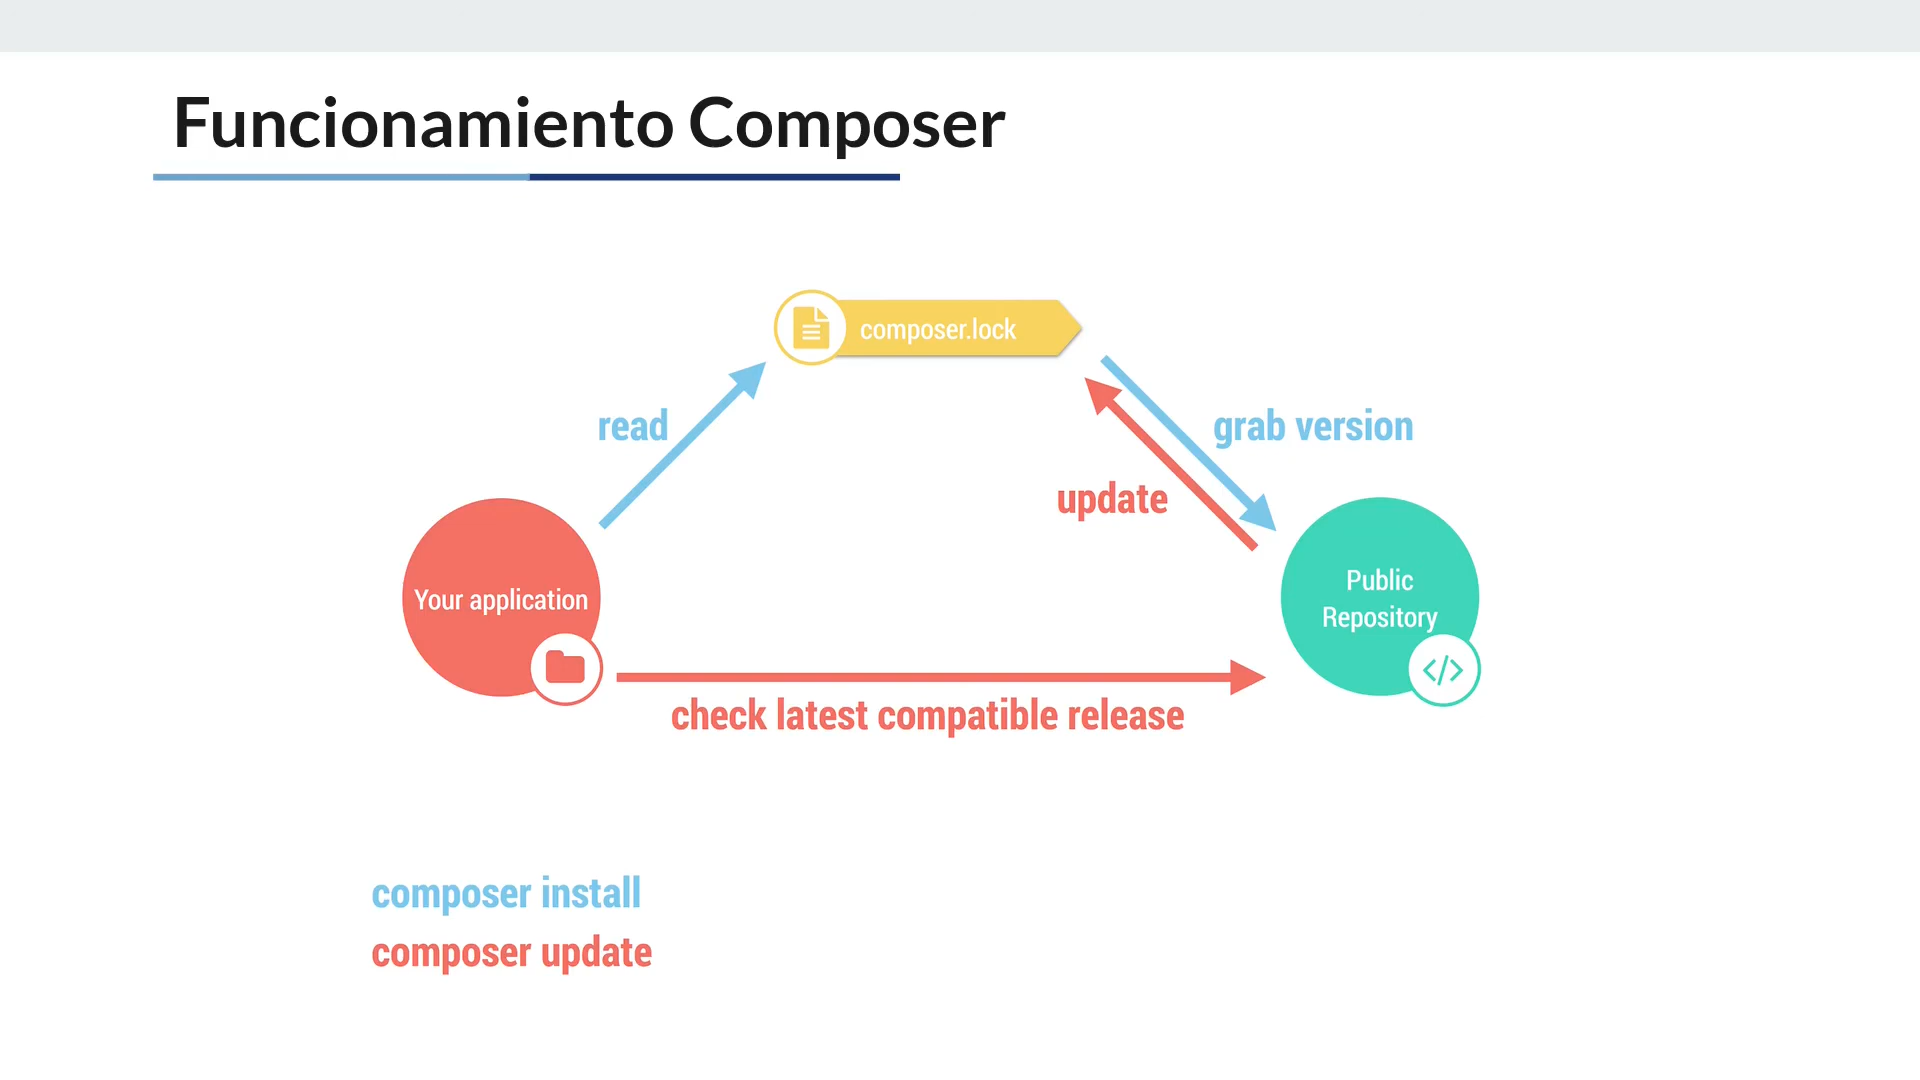 Funcionamiento Composer
composer.lock
read
grab version
update
Your application
Public
Repository
</>
check latest compatible release
composer install
composer update